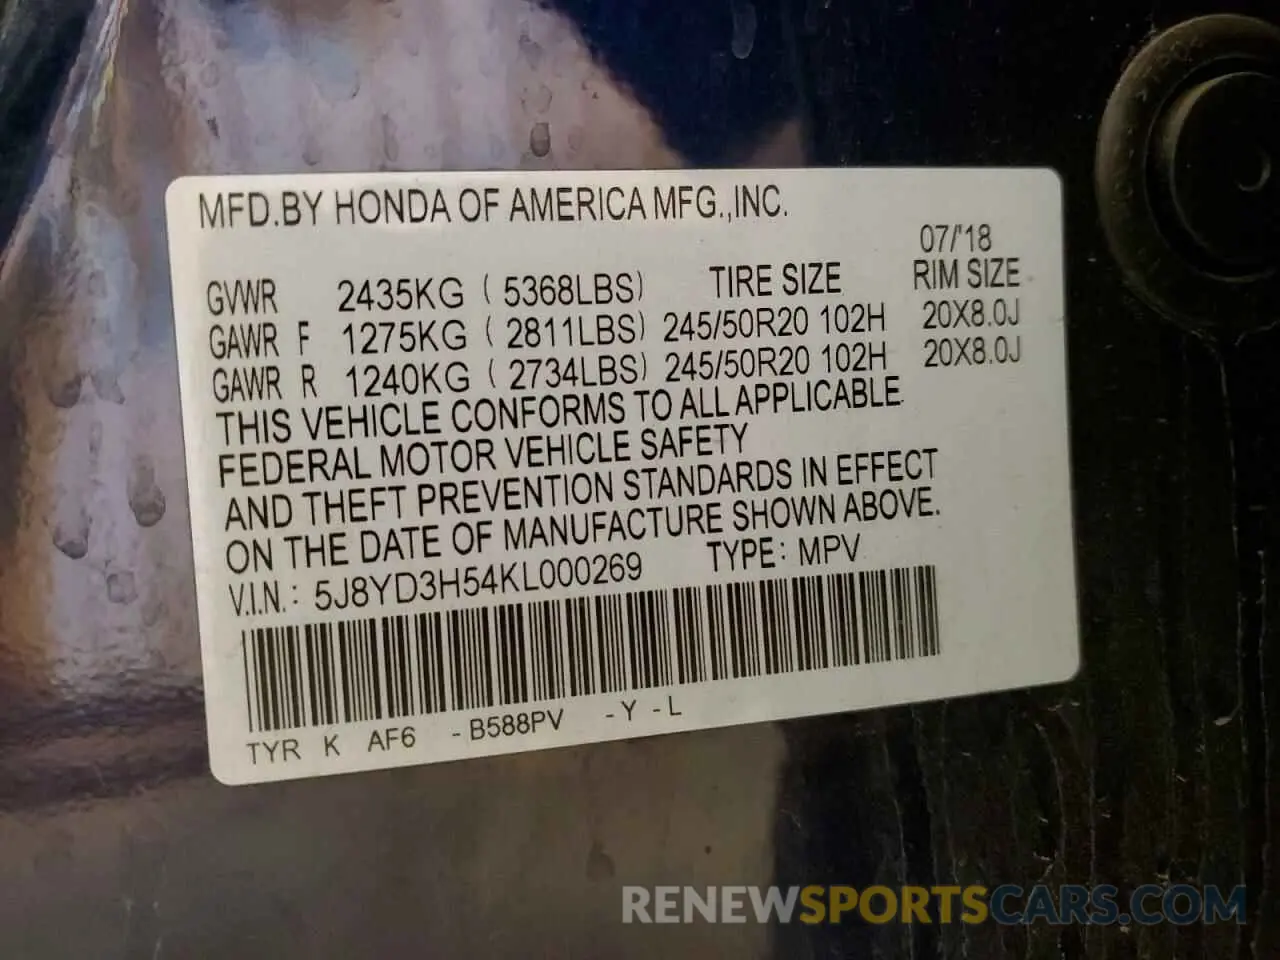 MFD.BY HONDA OF AMERICA MFG.,INC.
07/'18
GVWR 2435KG ( 5368LBS) TIRE SIZE RIM SIZE
GAWR F 1275KG ( 2811LBS) 245/50R20 102H 20X8.0J
GAWR R 1240KG ( 2734LBS) 245/50R20 102H 20X8.0J
THIS VEHICLE CONFORMS TO ALL APPLICABLE
FEDERAL MOTOR VEHICLE SAFETY
AND THEFT PREVENTION STANDARDS IN EFFECT
ON THE DATE OF MANUFACTURE SHOWN ABOVE.
V.I.N.: 5J8YD3H54KL000269 TYPE: MPV
TYR K AF6 -B588PV -Y -L
RENEWSPORTSCARS.COM